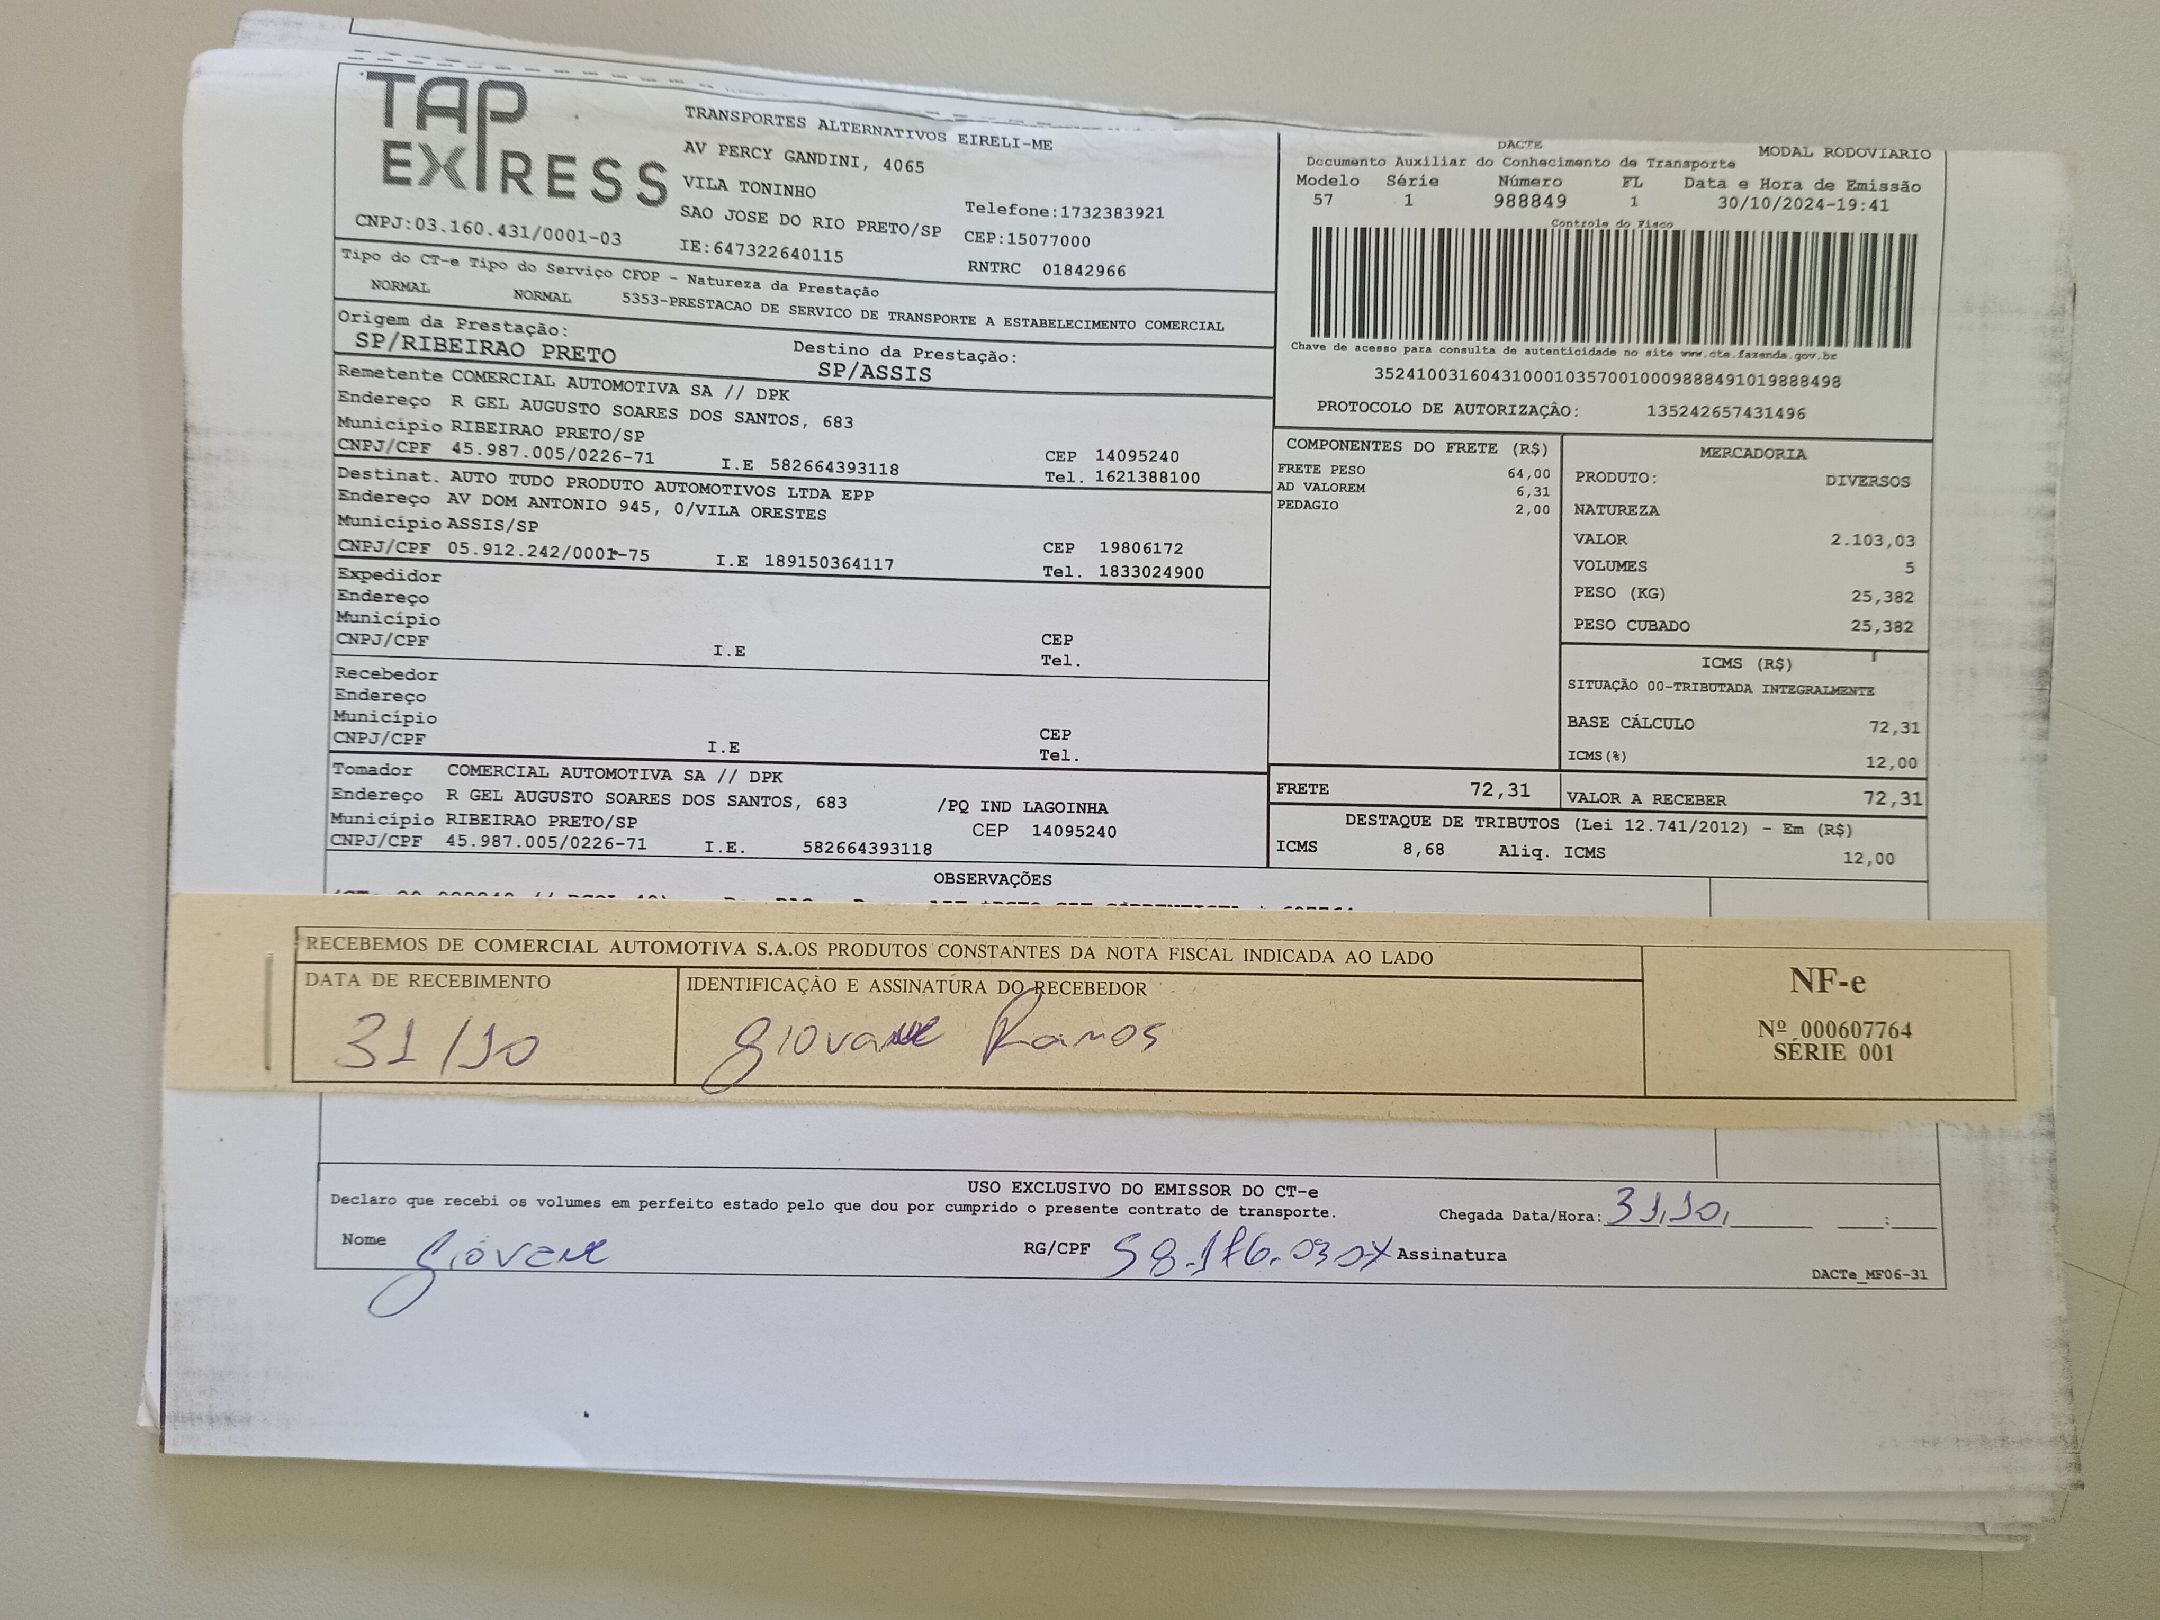 TAP EXPRESS
TRANSPORTES ALTERNATIVOS EIRELI-ME
AV PERCY GANDINI, 4065
VILA TONINHO
SAO JOSE DO RIO PRETO/SP
IE:647322640115
Telefone:1732383921
CEP:15077000
RNTRC 01842966
CNPJ:03.160.431/0001-03
DACTE
MODAL RODOVIARIO
Documento Auxiliar do Conhecimento de Transporte
Modelo Série Número FL Data e Hora de Emissão
57 1 988849 1 30/10/2024-19:41
Controle do Fisco
Chave de acesso para consulta de autenticidade no site www.cte.fazenda.gov.br
35241003160431000103570010009888491019888498
PROTOCOLO DE AUTORIZAÇÃO: 135242657431496
Tipo do CT-e Tipo do Serviço CFOP - Natureza da Prestação
NORMAL NORMAL 5353-PRESTACAO DE SERVICO DE TRANSPORTE A ESTABELECIMENTO COMERCIAL
Origem da Prestação: Destino da Prestação:
SP/RIBEIRAO PRETO SP/ASSIS
Remetente COMERCIAL AUTOMOTIVA SA // DPK
Endereço R GEL AUGUSTO SOARES DOS SANTOS, 683
Município RIBEIRAO PRETO/SP CEP 14095240
CNPJ/CPF 45.987.005/0226-71 I.E 582664393118 Tel. 1621388100
Destinat. AUTO TUDO PRODUTO AUTOMOTIVOS LTDA EPP
Endereço AV DOM ANTONIO 945, 0/VILA ORESTES
Município ASSIS/SP CEP 19806172
CNPJ/CPF 05.912.242/0001-75 I.E 189150364117 Tel. 1833024900
Expedidor
Endereço
Município
CNPJ/CPF I.E CEP
Tel.
Recebedor
Endereço
Município
CNPJ/CPF I.E CEP
Tel.
Tomador COMERCIAL AUTOMOTIVA SA // DPK
Endereço R GEL AUGUSTO SOARES DOS SANTOS, 683 /PQ IND LAGOINHA
Município RIBEIRAO PRETO/SP CEP 14095240
CNPJ/CPF 45.987.005/0226-71 I.E. 582664393118
COMPONENTES DO FRETE (R$)
FRETE PESO 64,00
AD VALOREM 6,31
PEDAGIO 2,00
MERCADORIA
PRODUTO: DIVERSOS
NATUREZA
VALOR 2.103,03
VOLUMES 5
PESO (KG) 25,382
PESO CUBADO 25,382
ICMS (R$)
SITUAÇÃO 00-TRIBUTADA INTEGRALMENTE
BASE CÁLCULO 72,31
ICMS(%) 12,00
FRETE 72,31 VALOR A RECEBER 72,31
DESTAQUE DE TRIBUTOS (Lei 12.741/2012) - Em (R$)
ICMS 8,68 Aliq. ICMS 12,00
OBSERVAÇÕES
RECEBEMOS DE COMERCIAL AUTOMOTIVA S.A.OS PRODUTOS CONSTANTES DA NOTA FISCAL INDICADA AO LADO
DATA DE RECEBIMENTO IDENTIFICAÇÃO E ASSINATURA DO RECEBEDOR
31/10 Giovane Ramos
NF-e
Nº 000607764
SÉRIE 001
USO EXCLUSIVO DO EMISSOR DO CT-e
Declaro que recebi os volumes em perfeito estado pelo que dou por cumprido o presente contrato de transporte.
Chegada Data/Hora: 31/10/
Nome Giovane RG/CPF Assinatura
DACTe_MF06-31